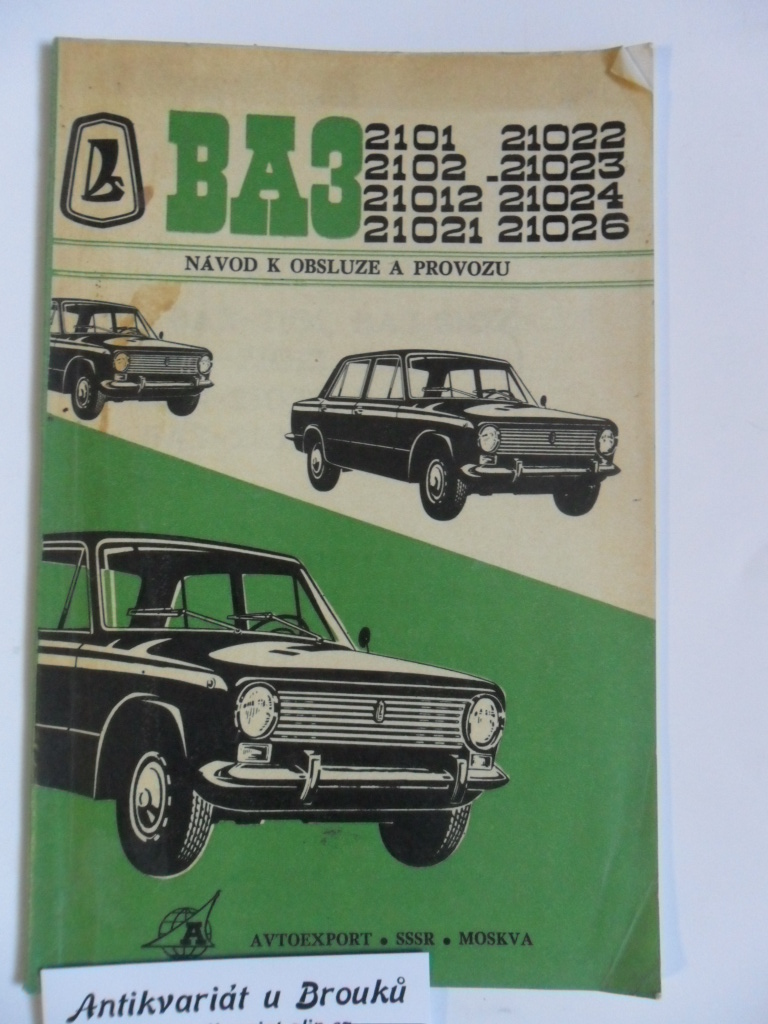 ВАЗ
2101 21022
2102 -21023
21012 21024
21021 21026
NÁVOD K OBSLUZE A PROVOZU
A
AVTOEXPORT • SSSR • MOSKVA
Antikvariát u Brouků